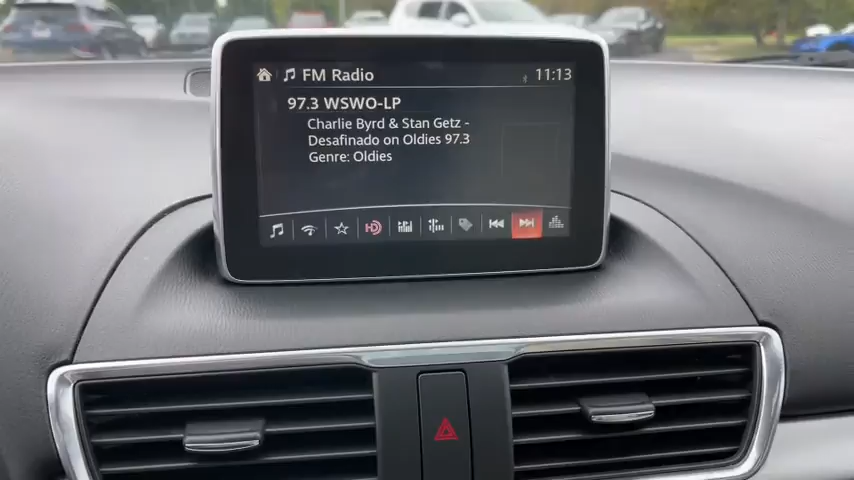 FM Radio 11:13
97.3 WSWO-LP
Charlie Byrd & Stan Getz -
Desafinado on Oldies 97.3
Genre: Oldies
HD